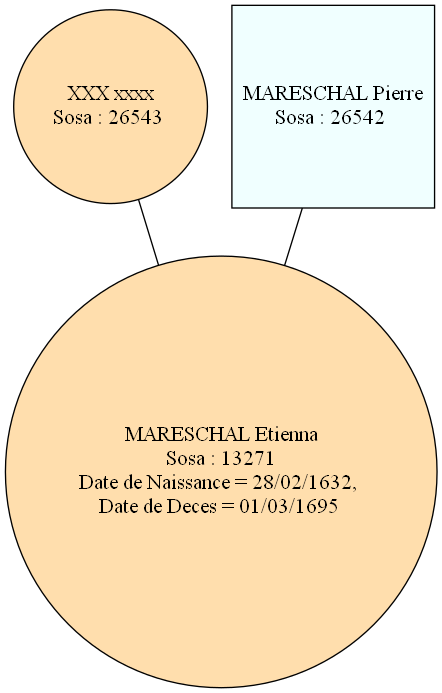 XXX xxxx
Sosa : 26543
MARESCHAL Pierre
Sosa : 26542
MARESCHAL Etienna
Sosa : 13271
Date de Naissance = 28/02/1632,
Date de Deces = 01/03/1695